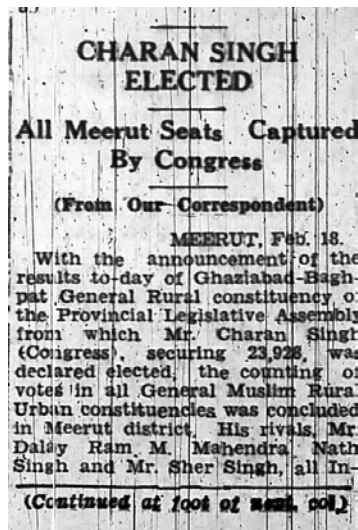 CHARAN SINGH
ELECTED
All Meerut Seats Captured
By Congress
(From Our Correspondent)
MEERUT, Feb. 18.
With the announcement of the
results to-day of Ghaziabad-Bagh-
pat General Rural constituency of
the Provincial Legislative Assembly
from which Mr. Charan Singh
(Congress), securing 23,928, was
declared elected, the counting of
votes in all General Muslim Rural
Urban constituencies was concluded
in Meerut district. His rivals, Mr.
Ram M. Mahendra Nath
Singh and Mr. Sher Singh, all In-
(Continued at foot of next col.)